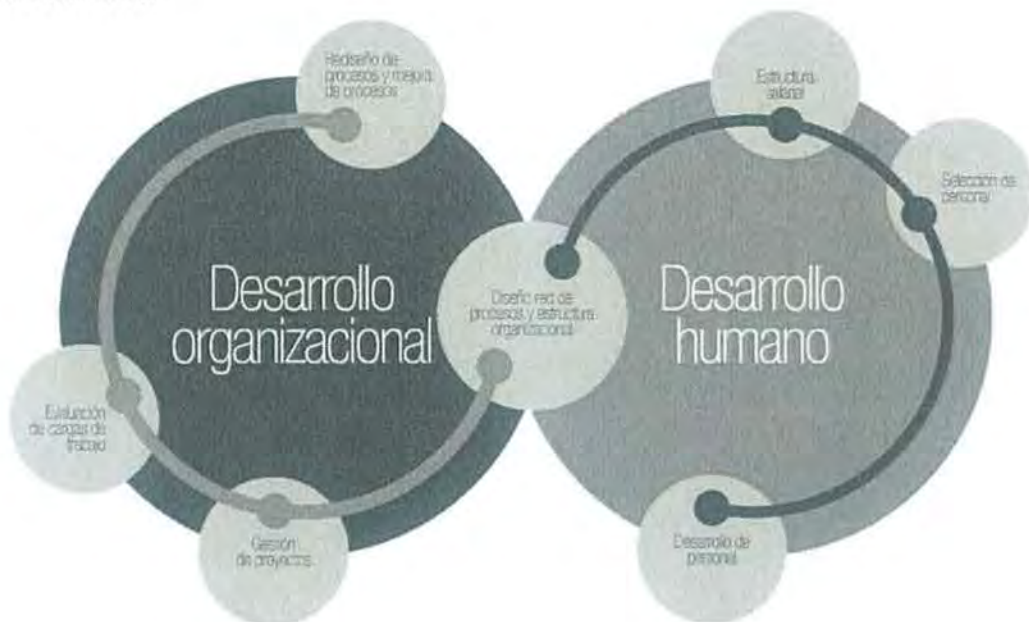 Rediseño de
procesos y mejora
de procesos
Desarrollo
organizacional
Evaluación
de cargas de
trabajo
Gestión
de proyectos
Diseño red de
procesos y estructura
organizacional
Estructura
salarial
Selección de
personal
Desarrollo
humano
Desarrollo de
personal